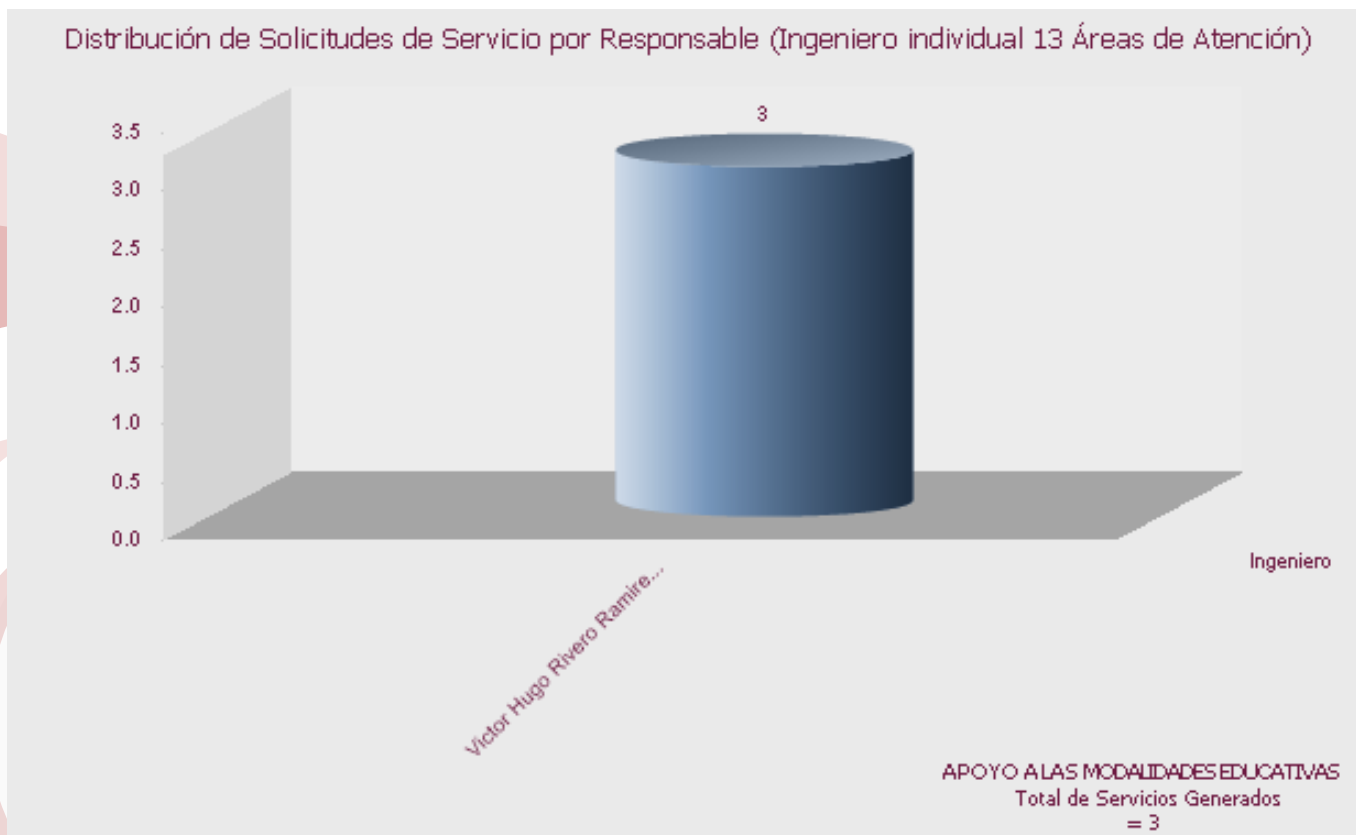 Distribución de Solicitudes de Servicio por Responsable (Ingeniero individual 13 Áreas de Atención)
3
3.5
3.0
2.5
2.0
1.5
1.0
0.5
0.0
Ingeniero
Victor Hugo Rivero Ramire...
APOYO A LAS MODALIDADES EDUCATIVAS
Total de Servicios Generados
= 3